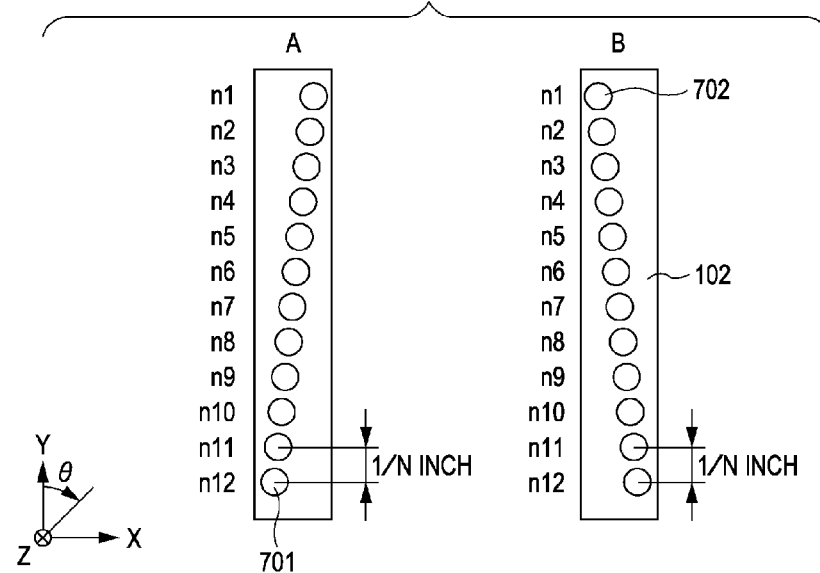 A B
n1 n1 702
n2 n2
n3 n3
n4 n4
n5 n5
n6 n6 102
n7 n7
n8 n8
n9 n9
n10 n10
n11 n11
1/N INCH 1/N INCH
n12 n12
Y θ
Z X
701